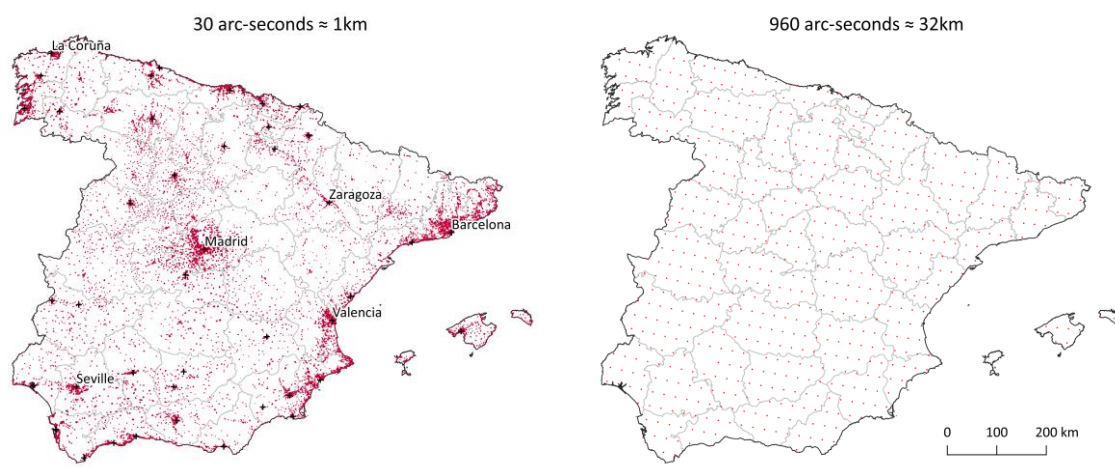 30 arc-seconds ≈ 1km
960 arc-seconds ≈ 32km
La Coruña
Zaragoza
Barcelona
Madrid
Valencia
Seville
0 100 200 km